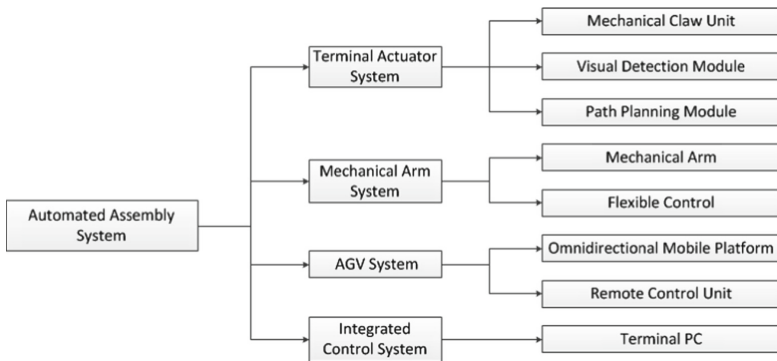 Automated Assembly
System
Terminal Actuator
System
Mechanical Claw Unit
Visual Detection Module
Path Planning Module
Mechanical Arm
System
Mechanical Arm
Flexible Control
AGV System
Omnidirectional Mobile Platform
Remote Control Unit
Integrated
Control System
Terminal PC